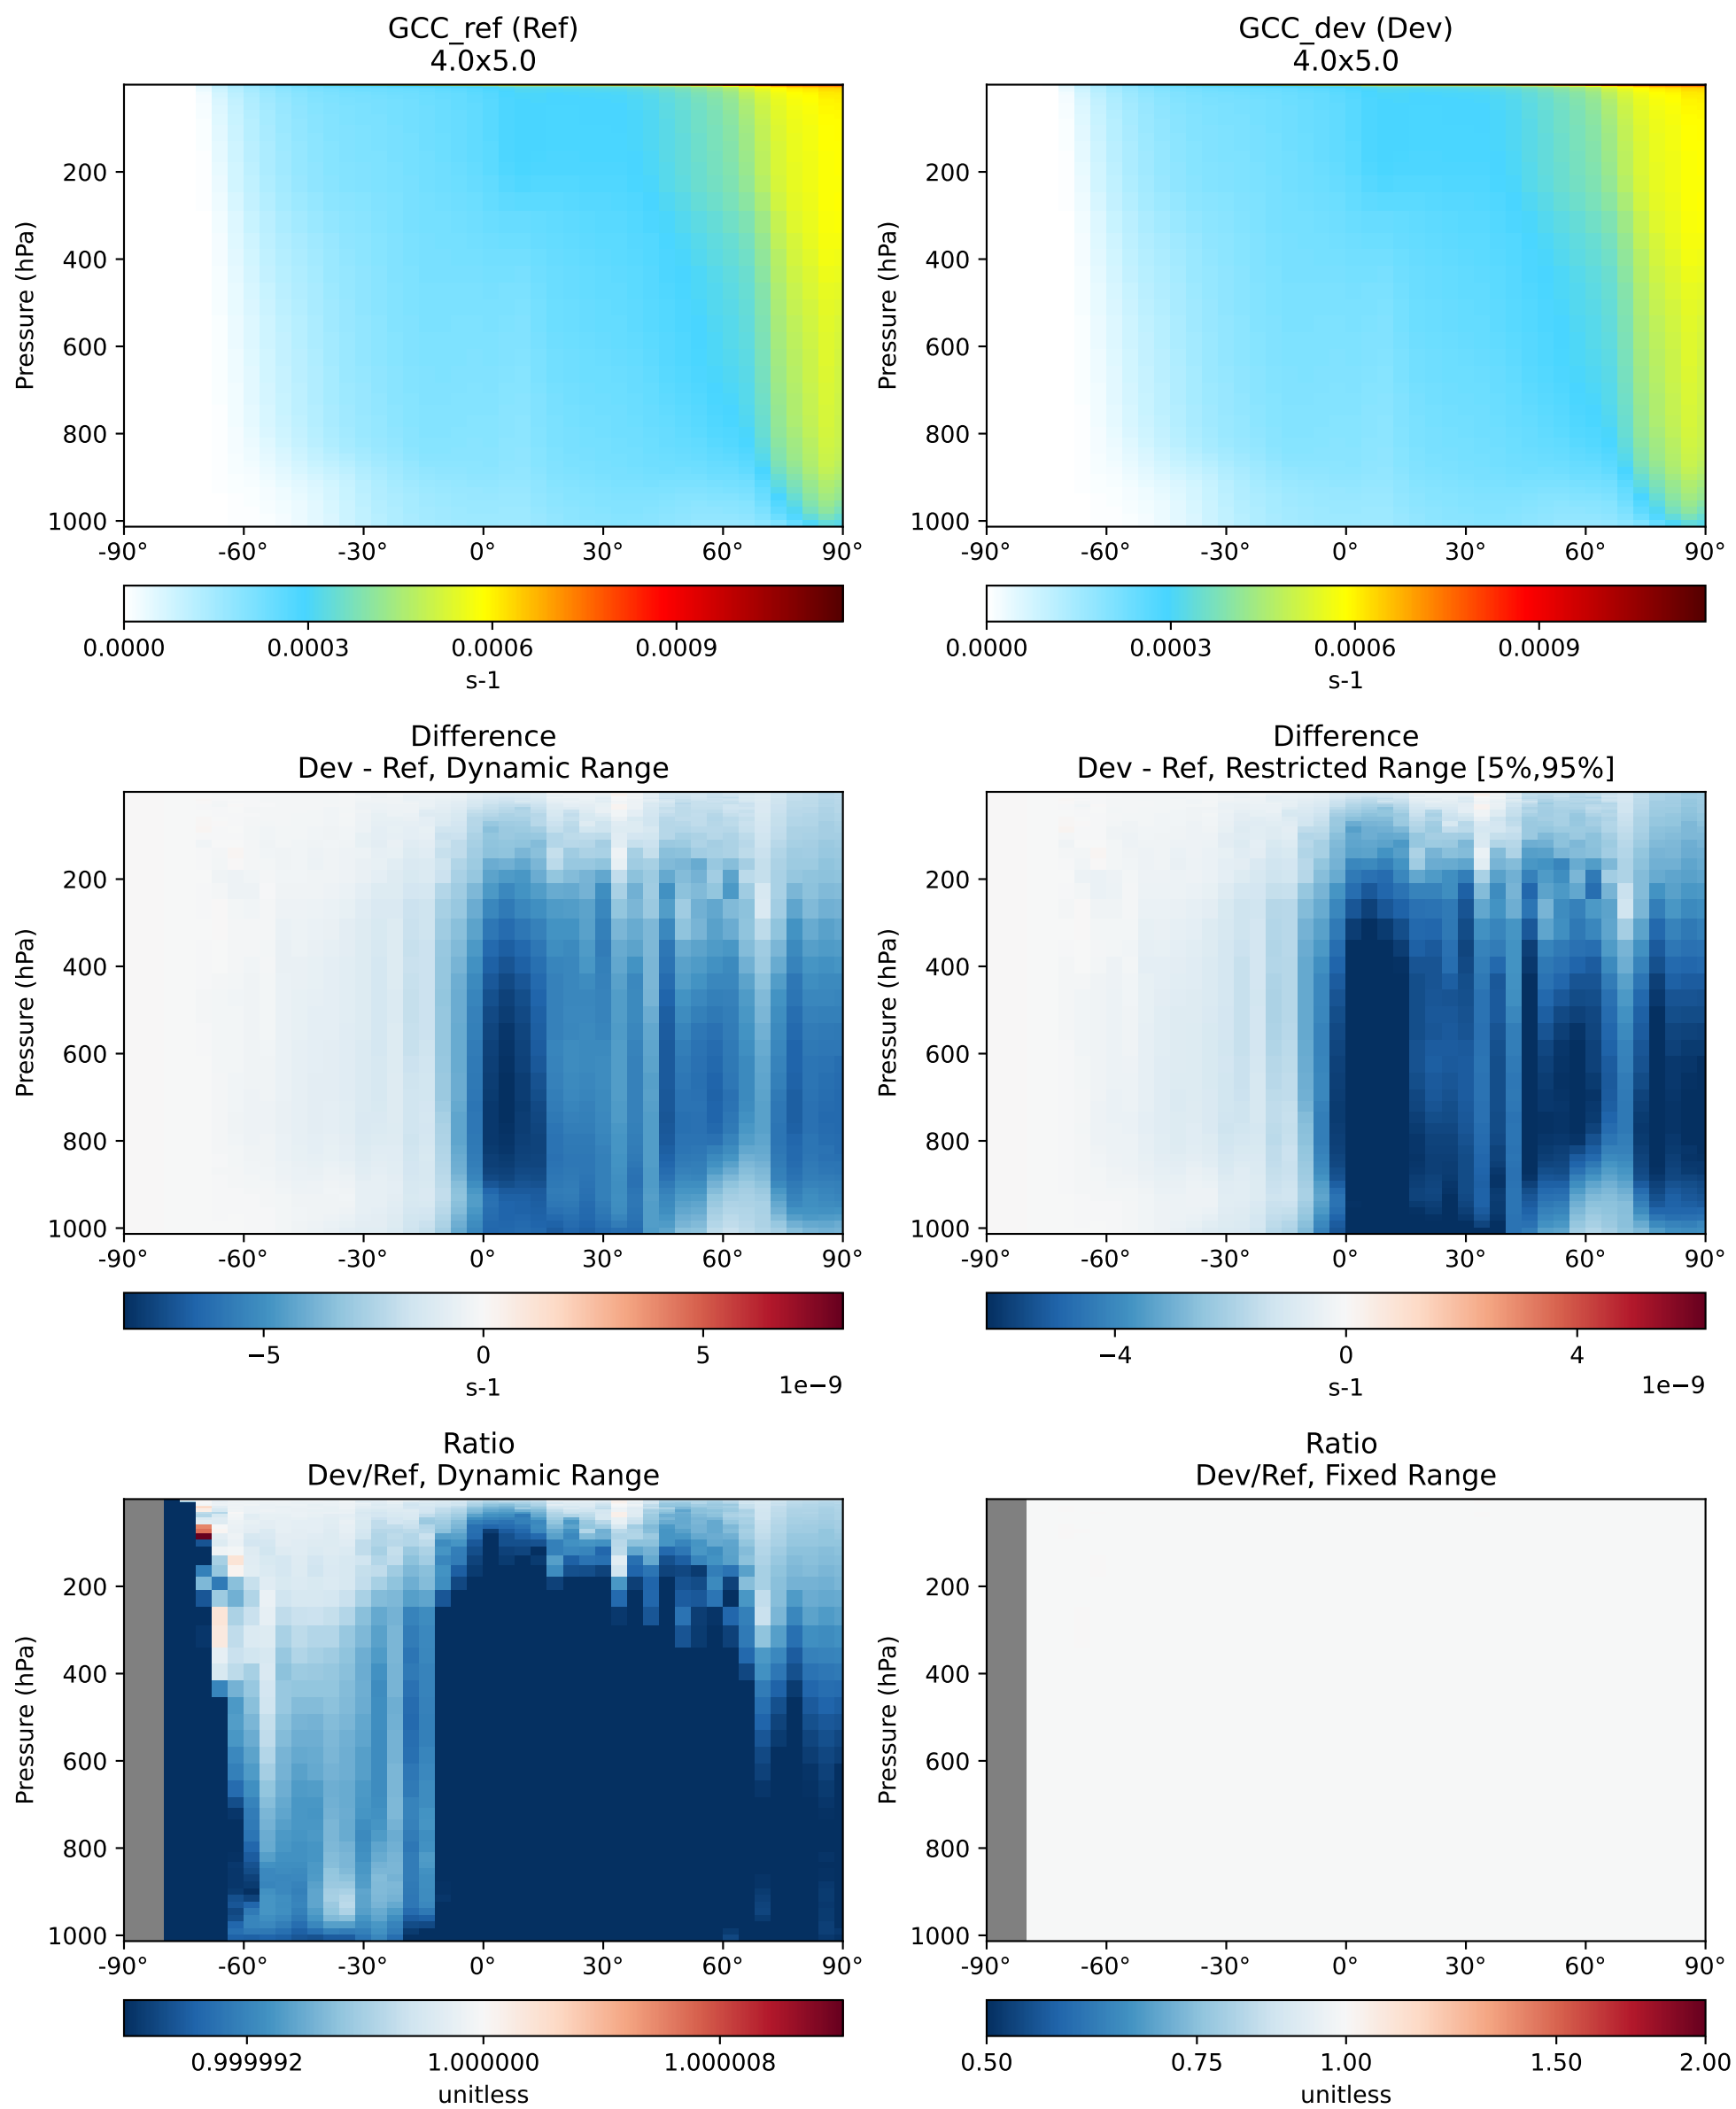 GCC_ref (Ref)
4.0x5.0
Pressure (hPa)
200
400
600
800
1000
-90° -60° -30° 0° 30° 60° 90°
0.0000 0.0003 0.0006 0.0009
s-1
GCC_dev (Dev)
4.0x5.0
Pressure (hPa)
200
400
600
800
1000
-90° -60° -30° 0° 30° 60° 90°
0.0000 0.0003 0.0006 0.0009
s-1
Difference
Dev - Ref, Dynamic Range
Pressure (hPa)
200
400
600
800
1000
-90° -60° -30° 0° 30° 60° 90°
−5 0 5
s-1 1e−9
Difference
Dev - Ref, Restricted Range [5%,95%]
Pressure (hPa)
200
400
600
800
1000
-90° -60° -30° 0° 30° 60° 90°
−4 0 4
s-1 1e−9
Ratio
Dev/Ref, Dynamic Range
Pressure (hPa)
200
400
600
800
1000
-90° -60° -30° 0° 30° 60° 90°
0.999992 1.000000 1.000008
unitless
Ratio
Dev/Ref, Fixed Range
Pressure (hPa)
200
400
600
800
1000
-90° -60° -30° 0° 30° 60° 90°
0.50 0.75 1.00 1.50 2.00
unitless